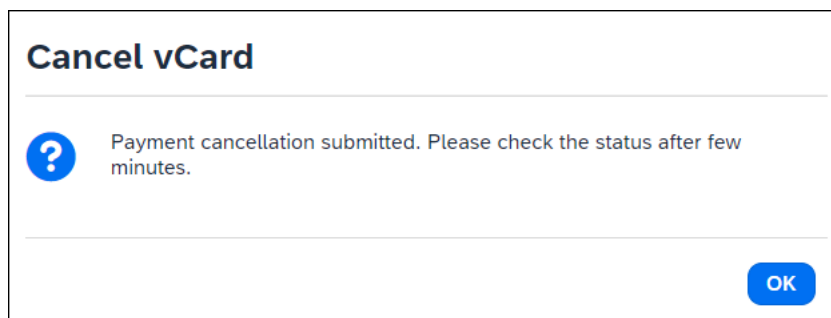 Cancel vCard
Payment cancellation submitted. Please check the status after few
minutes.
OK